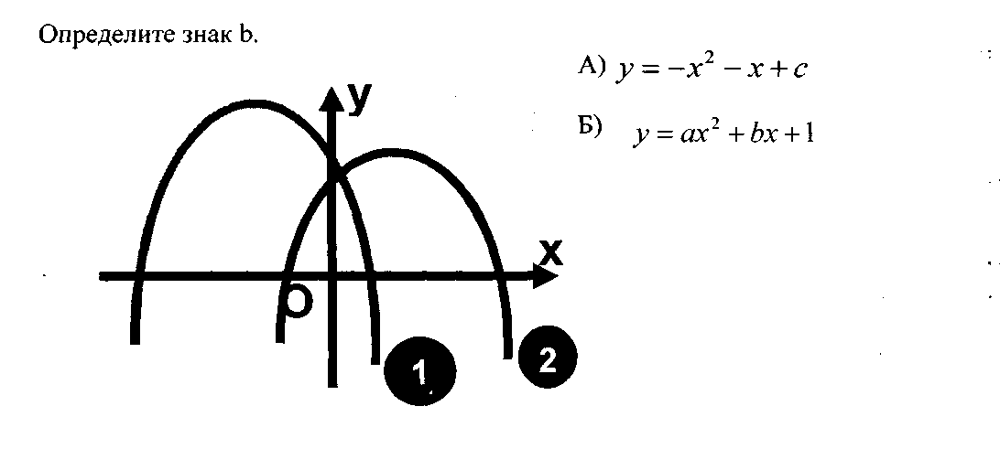 Определите знак b.
А) y = −x² − x + c
Б) y = ax² + bx + 1
y
x
O
1
2